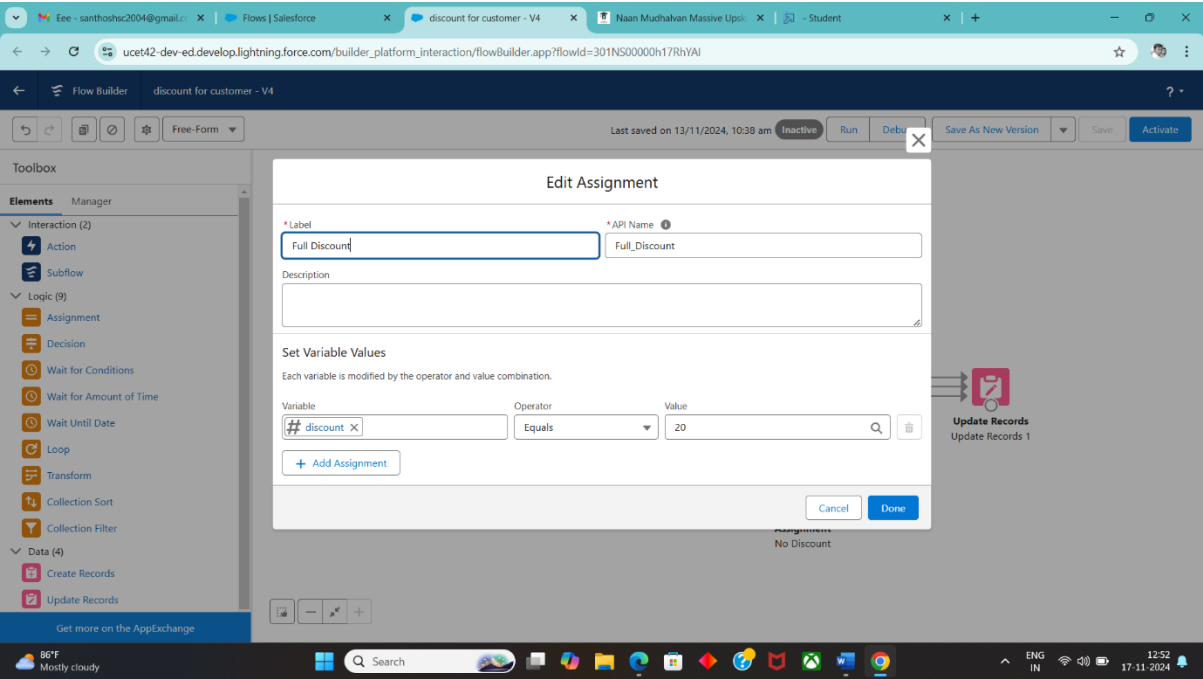 Eee - santhoshsc2004@gmail.c
Flows | Salesforce
discount for customer - V4
Naan Mudhalvan Massive Upsk
- Student
ucet42-dev-ed.develop.lightning.force.com/builder_platform_interaction/flowBuilder.app?flowId=301NS00000h17RhYAI
Flow Builder discount for customer - V4 ?
Free-Form Last saved on 13/11/2024, 10:38 am Inactive Run Debu Save As New Version Save Activate
Toolbox
Elements Manager
Interaction (2)
Action
Subflow
Logic (9)
Assignment
Decision
Wait for Conditions
Wait for Amount of Time
Wait Until Date
Loop
Transform
Collection Sort
Collection Filter
Data (4)
Create Records
Update Records
Get more on the AppExchange
Edit Assignment
*Label *API Name
Full Discount Full_Discount
Description
Set Variable Values
Each variable is modified by the operator and value combination.
Variable Operator Value
discount Equals 20
+ Add Assignment
Cancel Done
Update Records
Update Records 1
Assignment
No Discount
86°F
Mostly cloudy
Search
ENG
IN
12:52
17-11-2024